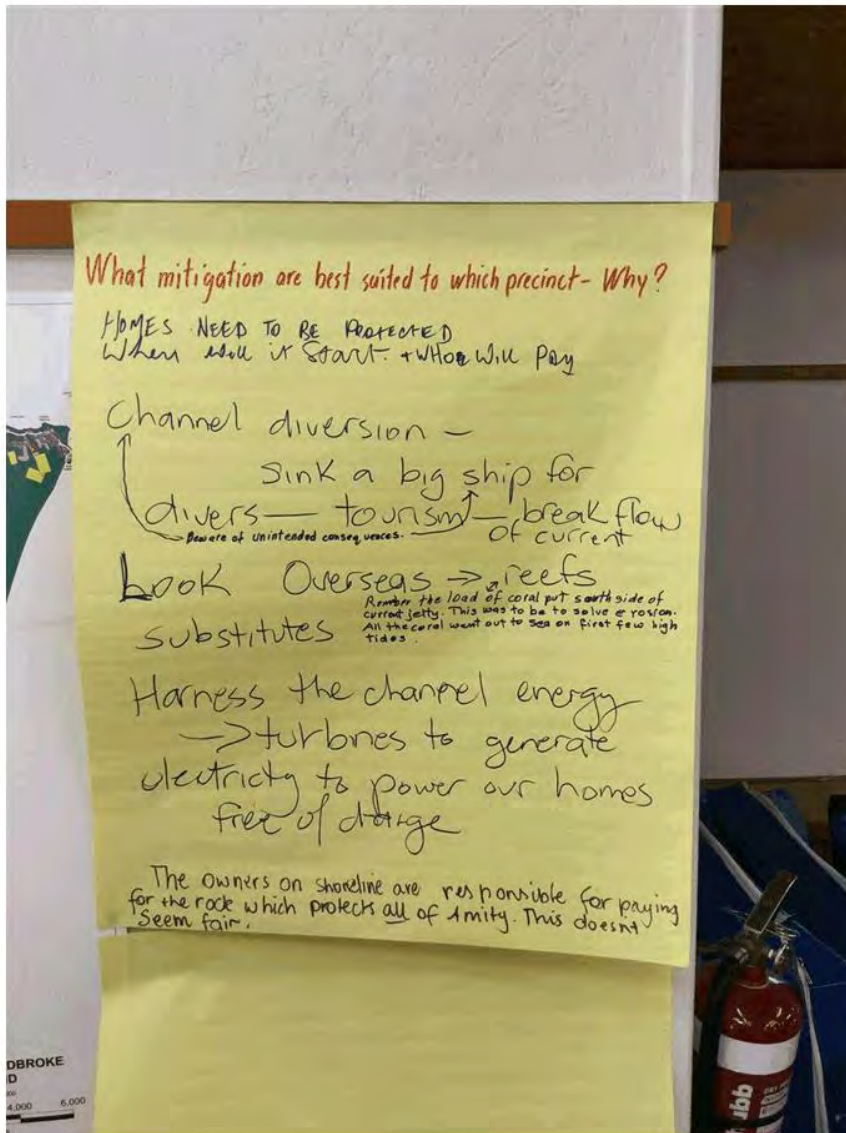 What mitigation are best suited to which precinct - Why?
HOMES NEED TO BE PROTECTED
When will it Start. + WHO Will Pay
Channel diversion -
Sink a big ship for
divers — tourism — break flow
of current
Beware of unintended consequences.
Look Overseas → reefs
substitutes
Remember the load of coral put south side of
current jetty. This was to be to solve erosion.
All the coral went out to sea on first few high
tides.
Harness the channel energy
→ turbines to generate
electricty to power our homes
free of charge
The owners on shoreline are responsible for paying
for the rock which protects all of Amity. This doesnt
Seem fair.
DBROKE
D
4,000 6,000
ubb